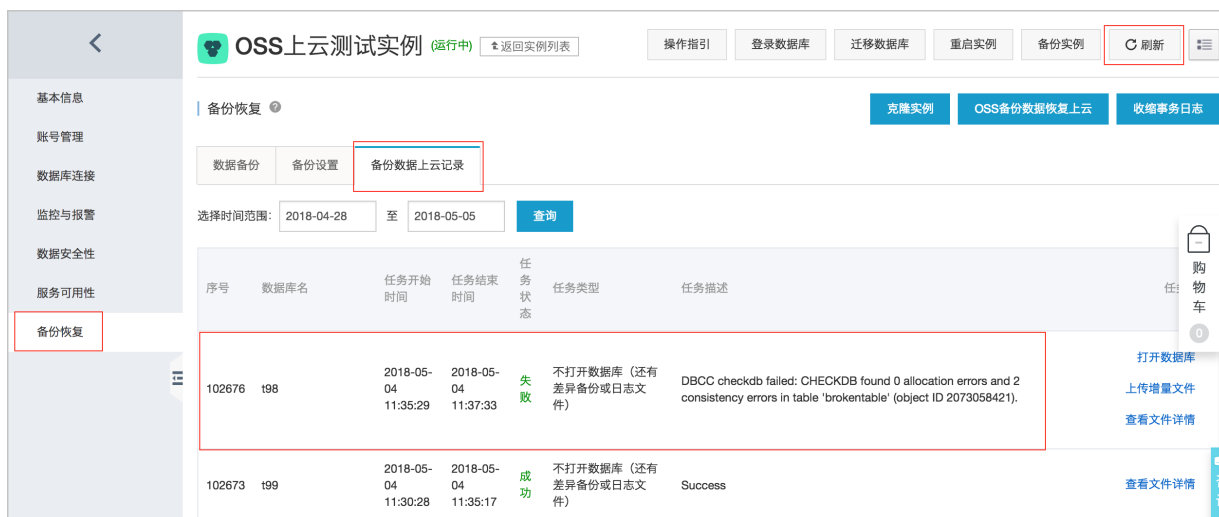 OSS上云测试实例 (运行中) 返回实例列表 操作指引 登录数据库 迁移数据库 重启实例 备份实例 刷新
基本信息
账号管理
数据库连接
监控与报警
数据安全性
服务可用性
备份恢复
备份恢复 克隆实例 OSS备份数据恢复上云 收缩事务日志
数据备份 备份设置 备份数据上云记录
选择时间范围: 2018-04-28 至 2018-05-05 查询
序号 数据库名 任务开始时间 任务结束时间 任务状态 任务类型 任务描述
102676 t98 2018-05-04 11:35:29 2018-05-04 11:37:33 失败 不打开数据库（还有差异备份或日志文件）
DBCC checkdb failed: CHECKDB found 0 allocation errors and 2
consistency errors in table 'brokentable' (object ID 2073058421).
打开数据库
上传增量文件
查看文件详情
102673 t99 2018-05-04 11:30:28 2018-05-04 11:35:17 成功 不打开数据库（还有差异备份或日志文件） Success 查看文件详情
购
物
车
0